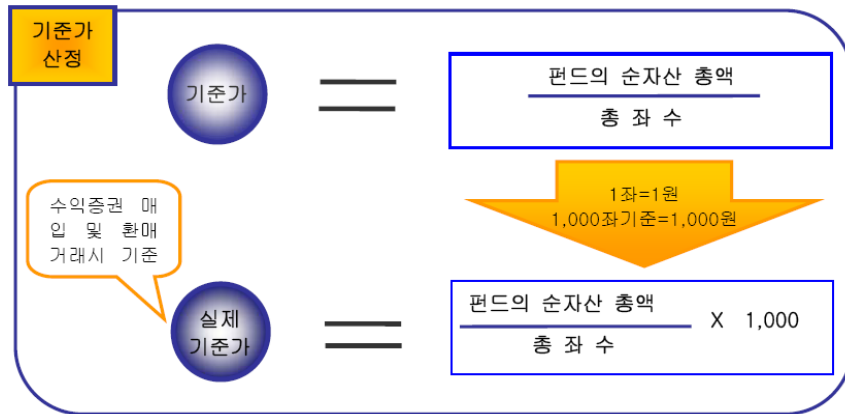 기준가
산정
기준가
펀드의 순자산 총액
총 좌 수
1좌=1원
1,000좌기준=1,000원
수익증권 매
입 및 환매
거래시 기준
실제
기준가
펀드의 순자산 총액
X 1,000
총 좌 수